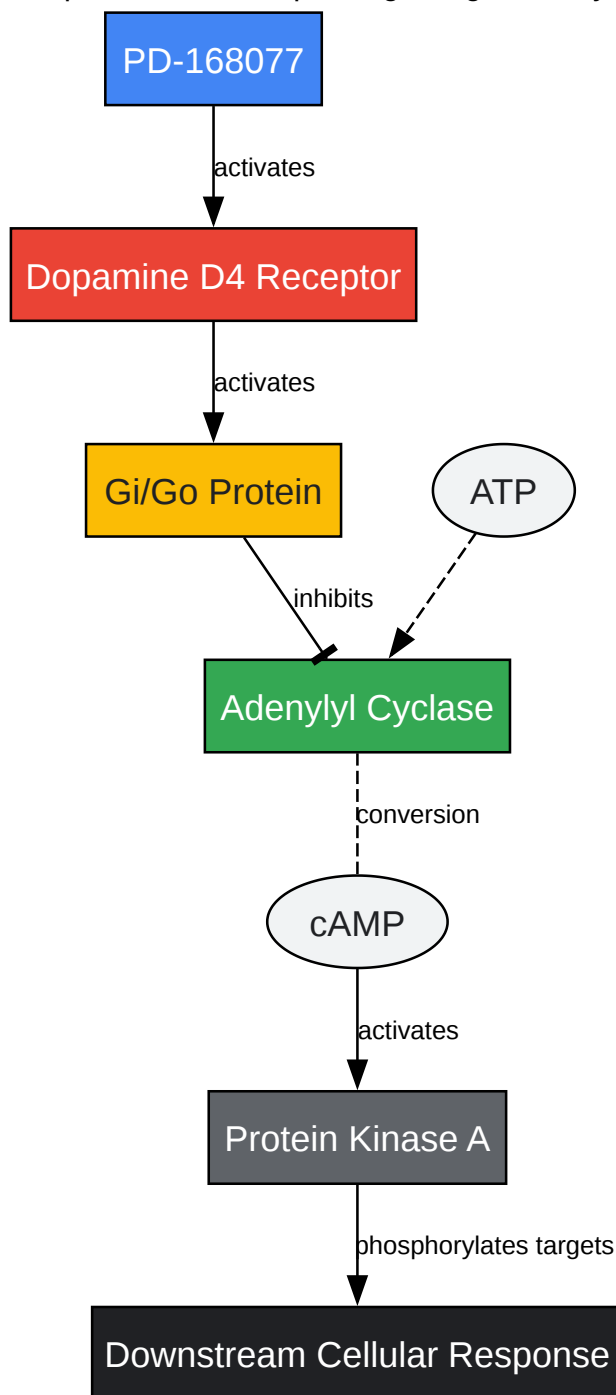 PD-168077
activates
Dopamine D4 Receptor
activates
Gi/Go Protein
ATP
inhibits
Adenylyl Cyclase
conversion
cAMP
activates
Protein Kinase A
phosphorylates targets
Downstream Cellular Response